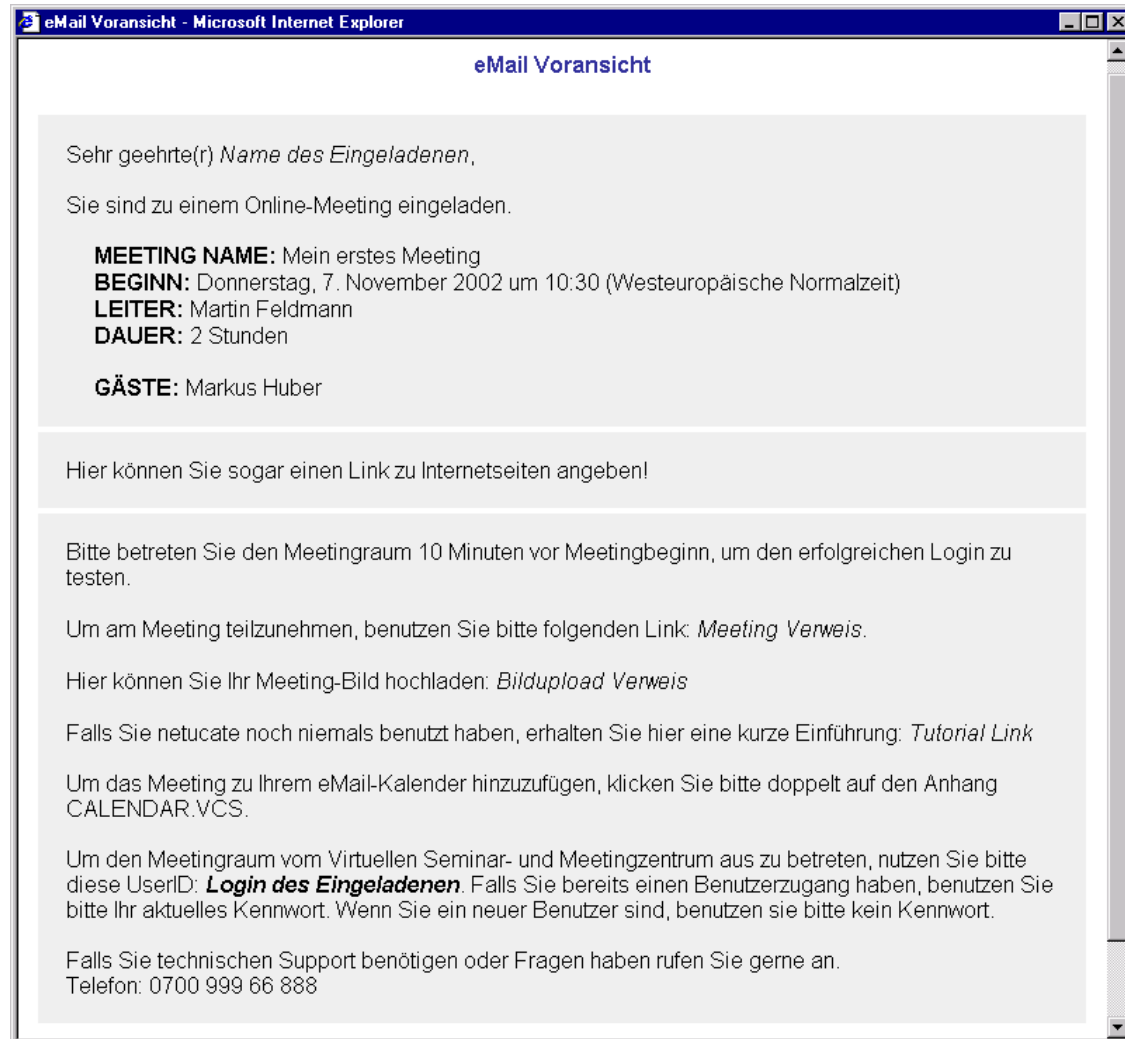 eMail Voransicht - Microsoft Internet Explorer
eMail Voransicht
Sehr geehrte(r) Name des Eingeladenen,
Sie sind zu einem Online-Meeting eingeladen.
MEETING NAME: Mein erstes Meeting
BEGINN: Donnerstag, 7. November 2002 um 10:30 (Westeuropäische Normalzeit)
LEITER: Martin Feldmann
DAUER: 2 Stunden
GÄSTE: Markus Huber
Hier können Sie sogar einen Link zu Internetseiten angeben!
Bitte betreten Sie den Meetingraum 10 Minuten vor Meetingbeginn, um den erfolgreichen Login zu
testen.
Um am Meeting teilzunehmen, benutzen Sie bitte folgenden Link: Meeting Verweis.
Hier können Sie Ihr Meeting-Bild hochladen: Bildupload Verweis
Falls Sie netucate noch niemals benutzt haben, erhalten Sie hier eine kurze Einführung: Tutorial Link
Um das Meeting zu Ihrem eMail-Kalender hinzuzufügen, klicken Sie bitte doppelt auf den Anhang
CALENDAR.VCS.
Um den Meetingraum vom Virtuellen Seminar- und Meetingzentrum aus zu betreten, nutzen Sie bitte
diese UserID: Login des Eingeladenen. Falls Sie bereits einen Benutzerzugang haben, benutzen Sie
bitte Ihr aktuelles Kennwort. Wenn Sie ein neuer Benutzer sind, benutzen sie bitte kein Kennwort.
Falls Sie technischen Support benötigen oder Fragen haben rufen Sie gerne an.
Telefon: 0700 999 66 888